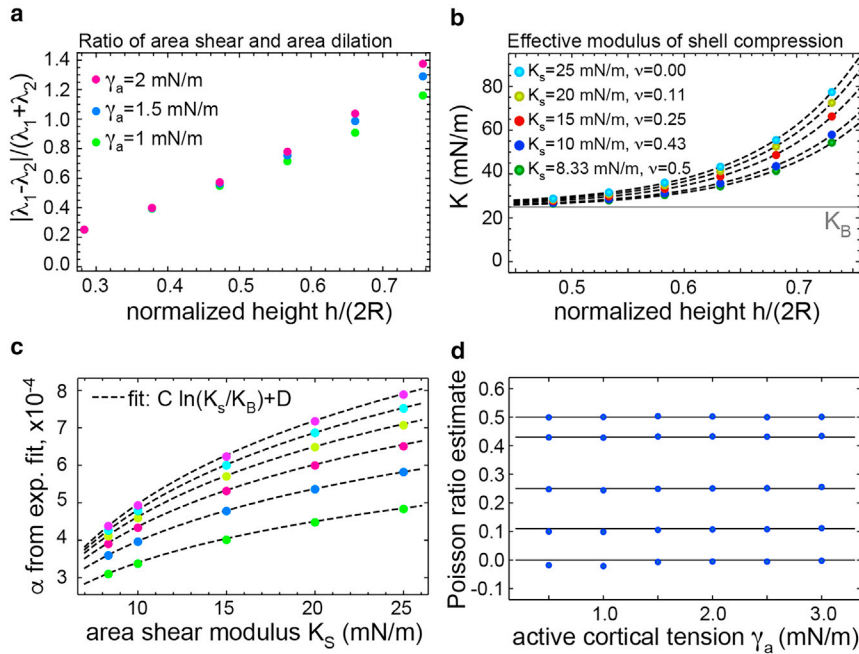 a
Ratio of area shear and area dilation
|λ₁-λ₂|/(λ₁+λ₂)
1.4
1.2
1.0
0.8
0.6
0.4
0.2
0.0
γₐ=2 mN/m
γₐ=1.5 mN/m
γₐ=1 mN/m
0.3 0.4 0.5 0.6 0.7
normalized height h/(2R)
b
Effective modulus of shell compression
K (mN/m)
80
60
40
20
0
Kₛ=25 mN/m, ν=0.00
Kₛ=20 mN/m, ν=0.11
Kₛ=15 mN/m, ν=0.25
Kₛ=10 mN/m, ν=0.43
Kₛ=8.33 mN/m, ν=0.5
K_B
0.5 0.6 0.7
normalized height h/(2R)
c
α from exp. fit, x10⁻⁴
8
7
6
5
4
3
fit: C ln(Kₛ/K_B)+D
10 15 20 25
area shear modulus K_S (mN/m)
d
Poisson ratio estimate
0.6
0.5
0.4
0.3
0.2
0.1
0.0
-0.1
1.0 2.0 3.0
active cortical tension γₐ (mN/m)